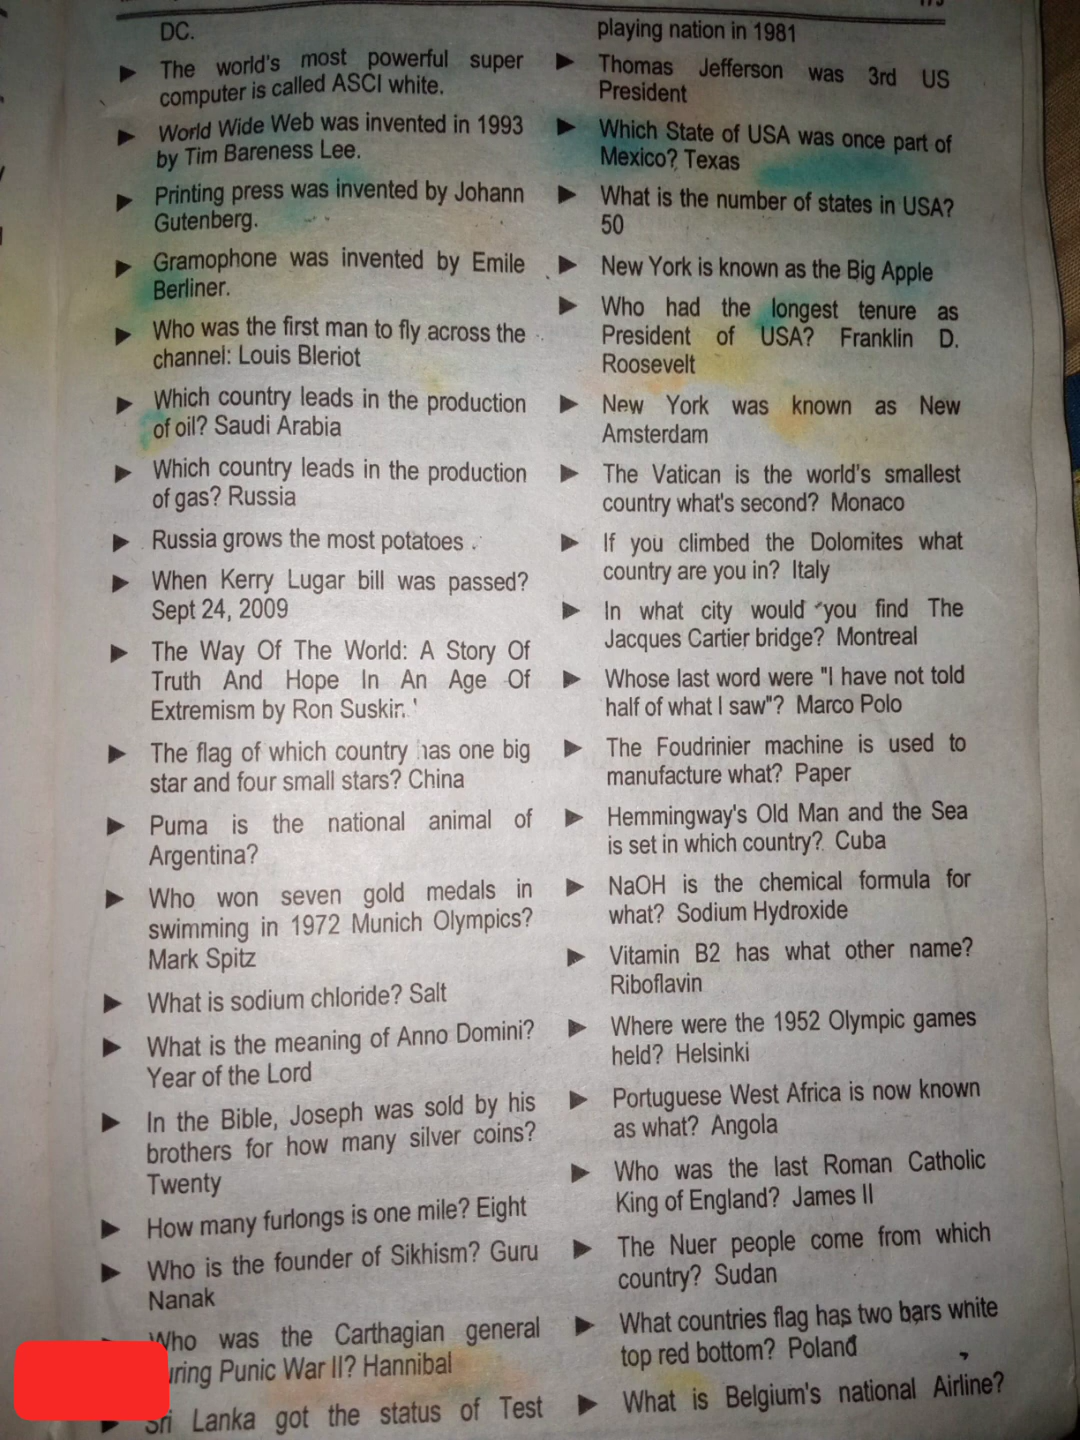 DC.
► The world's most powerful super
computer is called ASCI white.
► World Wide Web was invented in 1993
by Tim Bareness Lee.
► Printing press was invented by Johann
Gutenberg.
► Gramophone was invented by Emile
Berliner.
► Who was the first man to fly across the
channel: Louis Bleriot
► Which country leads in the production
of oil? Saudi Arabia
► Which country leads in the production
of gas? Russia
► Russia grows the most potatoes .
► When Kerry Lugar bill was passed?
Sept 24, 2009
► The Way Of The World: A Story Of
Truth And Hope In An Age Of
Extremism by Ron Suskin.
► The flag of which country has one big
star and four small stars? China
► Puma is the national animal of
Argentina?
► Who won seven gold medals in
swimming in 1972 Munich Olympics?
Mark Spitz
► What is sodium chloride? Salt
► What is the meaning of Anno Domini?
Year of the Lord
► In the Bible, Joseph was sold by his
brothers for how many silver coins?
Twenty
► How many furlongs is one mile? Eight
► Who is the founder of Sikhism? Guru
Nanak
Who was the Carthagian general
Punic War II? Hannibal
► Sri Lanka got the status of Test
playing nation in 1981
► Thomas Jefferson was 3rd US
President
► Which State of USA was once part of
Mexico? Texas
► What is the number of states in USA?
50
► New York is known as the Big Apple
► Who had the longest tenure as
President of USA? Franklin D.
Roosevelt
► New York was known as New
Amsterdam
► The Vatican is the world's smallest
country what's second? Monaco
► If you climbed the Dolomites what
country are you in? Italy
► In what city would you find The
Jacques Cartier bridge? Montreal
► Whose last word were "I have not told
half of what I saw"? Marco Polo
► The Foudrinier machine is used to
manufacture what? Paper
► Hemmingway's Old Man and the Sea
is set in which country? Cuba
► NaOH is the chemical formula for
what? Sodium Hydroxide
► Vitamin B2 has what other name?
Riboflavin
► Where were the 1952 Olympic games
held? Helsinki
► Portuguese West Africa is now known
as what? Angola
► Who was the last Roman Catholic
King of England? James II
► The Nuer people come from which
country? Sudan
► What countries flag has two bars white
top red bottom? Poland
► What is Belgium's national Airline?